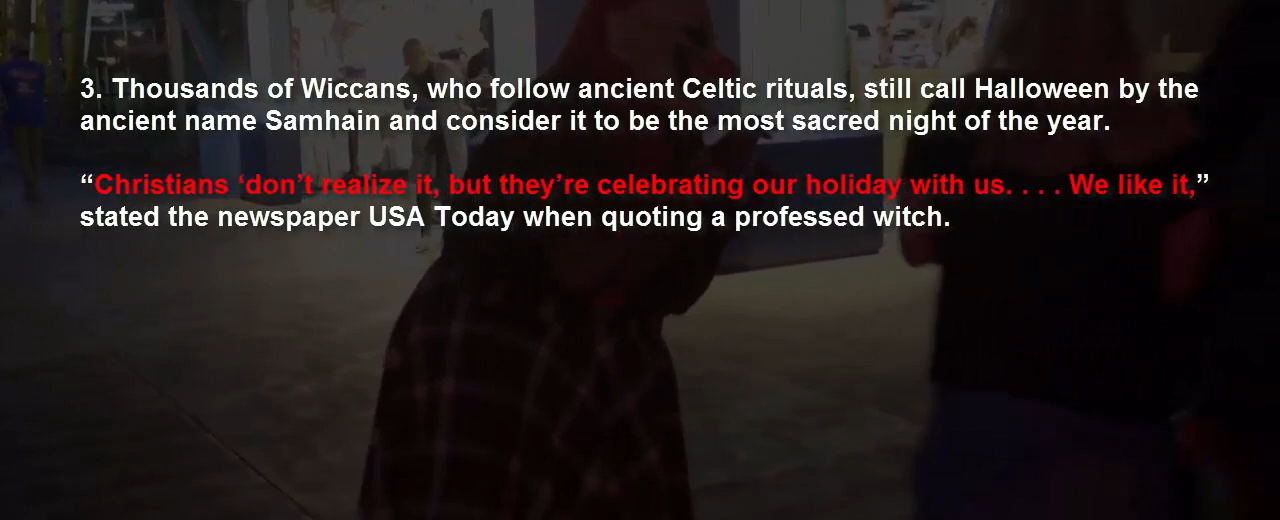 3. Thousands of Wiccans, who follow ancient Celtic rituals, still call Halloween by the
ancient name Samhain and consider it to be the most sacred night of the year.
“Christians ‘don’t realize it, but they’re celebrating our holiday with us. . . . We like it,”
stated the newspaper USA Today when quoting a professed witch.